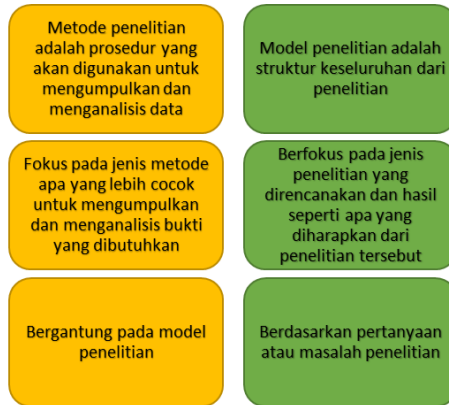 Metode penelitian
adalah prosedur yang
akan digunakan untuk
mengumpulkan dan
menganalisis data
Model penelitian adalah
struktur keseluruhan dari
penelitian
Fokus pada jenis metode
apa yang lebih cocok
untuk mengumpulkan
dan menganalisis bukti
yang dibutuhkan
Berfokus pada jenis
penelitian yang
direncanakan dan hasil
seperti apa yang
diharapkan dari
penelitian tersebut
Bergantung pada model
penelitian
Berdasarkan pertanyaan
atau masalah penelitian